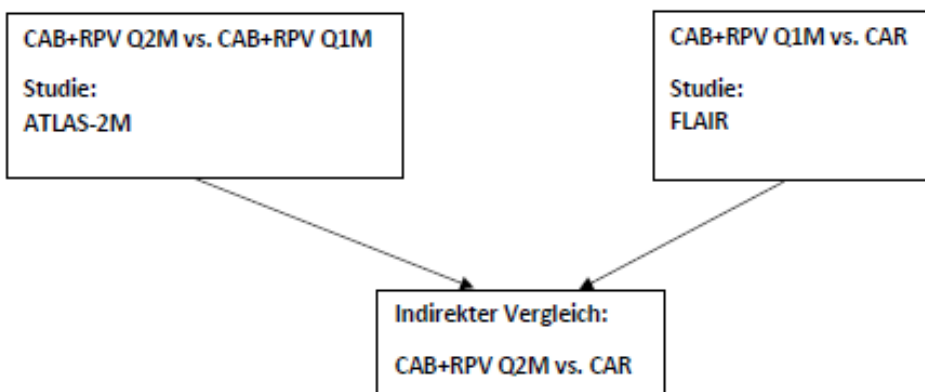 CAB+RPV Q2M vs. CAB+RPV Q1M
Studie:
ATLAS-2M
CAB+RPV Q1M vs. CAR
Studie:
FLAIR
Indirekter Vergleich:
CAB+RPV Q2M vs. CAR